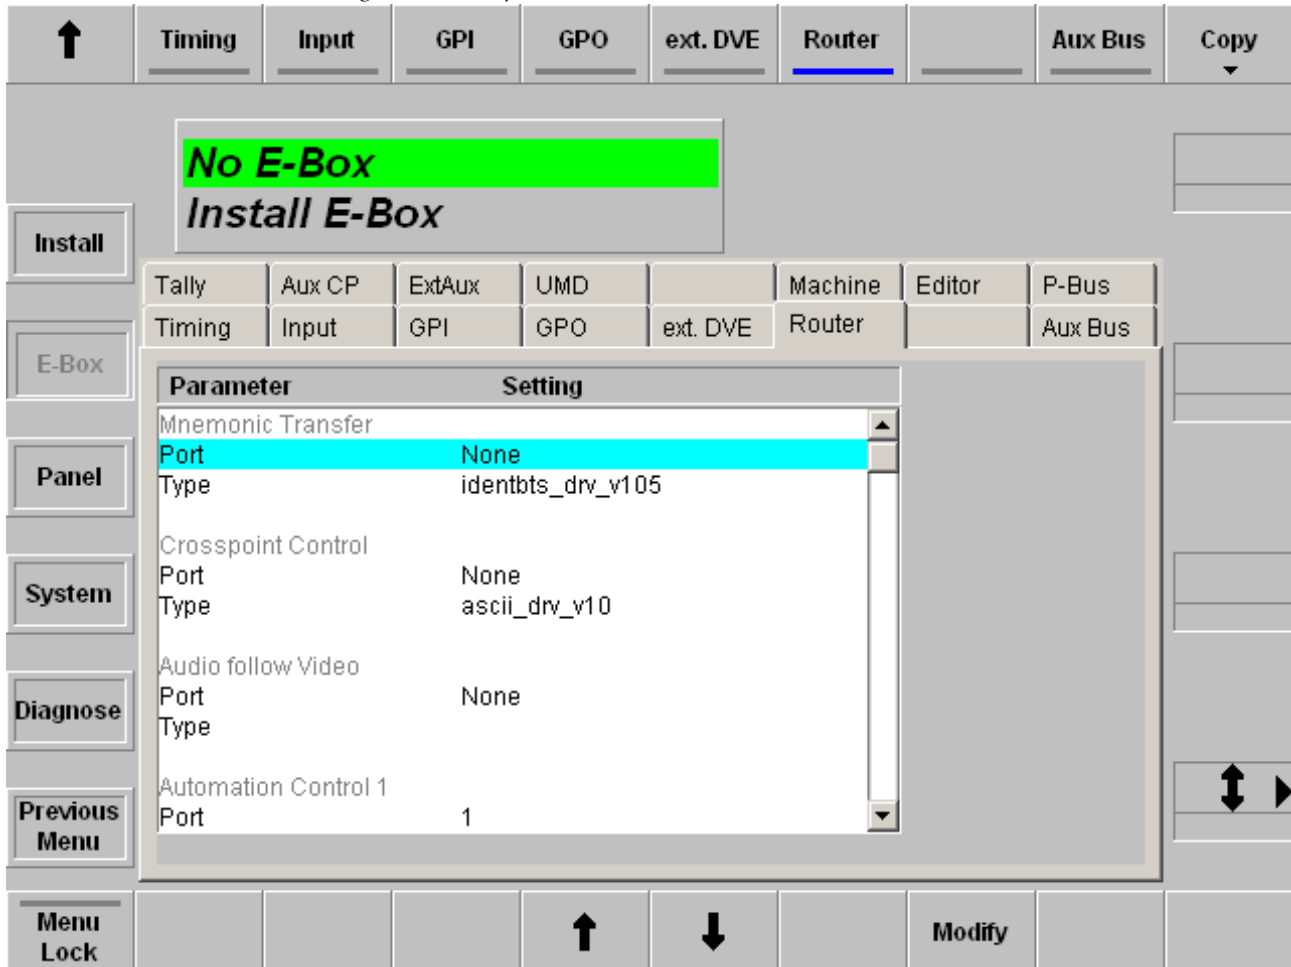 Timing Input GPI GPO ext. DVE Router Aux Bus Copy
No E-Box
Install E-Box
Install
Tally Aux CP ExtAux UMD Machine Editor P-Bus
Timing Input GPI GPO ext. DVE Router Aux Bus
E-Box
Parameter Setting
Mnemonic Transfer
Port None
Panel
Type identbts_drv_v105
Crosspoint Control
Port None
System
Type ascii_drv_v10
Audio follow Video
Port None
Diagnose
Type
Automation Control 1
Port 1
Previous
Menu
Menu
Lock
Modify